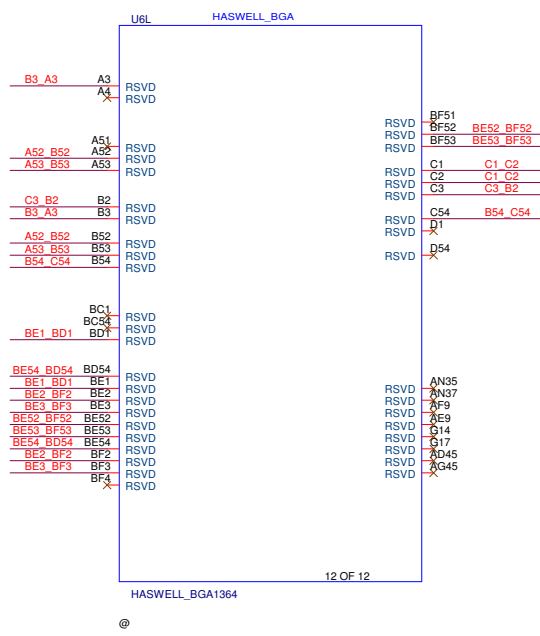 U6L HASWELL_BGA
B3_A3 A3 RSVD
A4 RSVD
BF51 RSVD
BF52 BE52_BF52 RSVD
BF53 BE53_BF53 RSVD
A51 RSVD
A52_B52 A52 RSVD
A53_B53 A53 RSVD
C1 C1_C2 RSVD
C2 C1_C2 RSVD
C3 C3_B2 RSVD
C3_B2 B2 RSVD
B3_A3 B3 RSVD
C54 B54_C54 RSVD
D1 RSVD
A52_B52 B52 RSVD
A53_B53 B53 RSVD
B54_C54 B54 RSVD
D54 RSVD
BC1 RSVD
BC54 RSVD
BE1_BD1 BD1 RSVD
BE54_BD54 BD54 RSVD
BE1_BD1 BE1 RSVD
BE2_BF2 BE2 RSVD
BE3_BF3 BE3 RSVD
BE52_BF52 BE52 RSVD
BE53_BF53 BE53 RSVD
BE54_BD54 BE54 RSVD
BE2_BF2 BF2 RSVD
BE3_BF3 BF3 RSVD
BF4 RSVD
AN35 RSVD
AN37 RSVD
AF9 RSVD
AE9 RSVD
G14 RSVD
G17 RSVD
AD45 RSVD
AG45 RSVD
12 OF 12
HASWELL_BGA1364
@